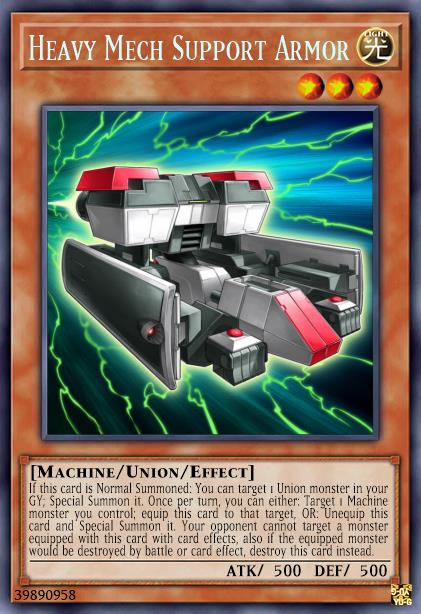 HEAVY MECH SUPPORT ARMOR
LIGHT
光
[MACHINE/UNION/EFFECT]
If this card is Normal Summoned: You can target 1 Union monster in your
GY; Special Summon it. Once per turn, you can either: Target 1 Machine
monster you control; equip this card to that target, OR: Unequip this
card and Special Summon it. Your opponent cannot target a monster
equipped with this card with card effects, also if the equipped monster
would be destroyed by battle or card effect, destroy this card instead.
ATK/ 500 DEF/ 500
39890958